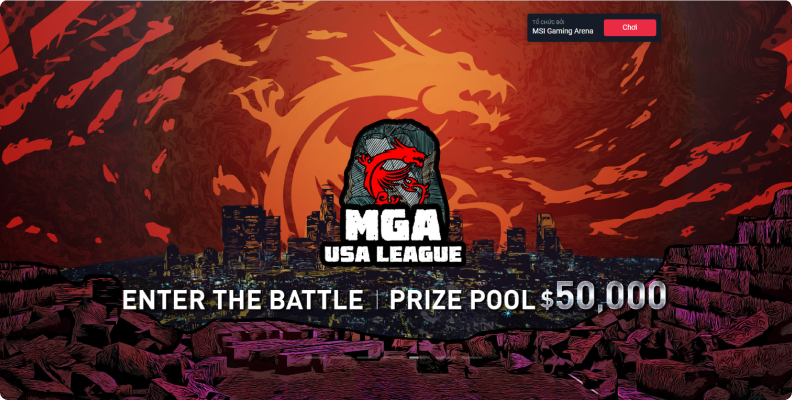 TỔ CHỨC BỞI
MSI Gaming Arena
Chơi
MGA
USA LEAGUE
ENTER THE BATTLE | PRIZE POOL $50,000